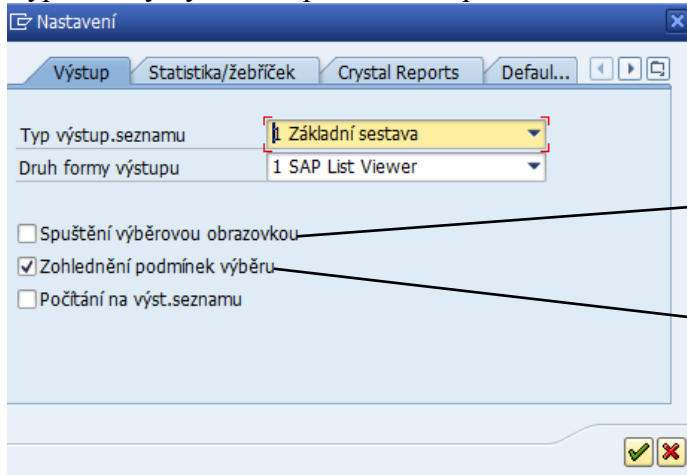 Nastavení
Výstup Statistika/žebříček Crystal Reports Defaul...
Typ výstup.seznamu 1 Základní sestava
Druh formy výstupu 1 SAP List Viewer
Spuštění výběrovou obrazovkou
Zohlednění podmínek výběru
Počítání na výst.seznamu